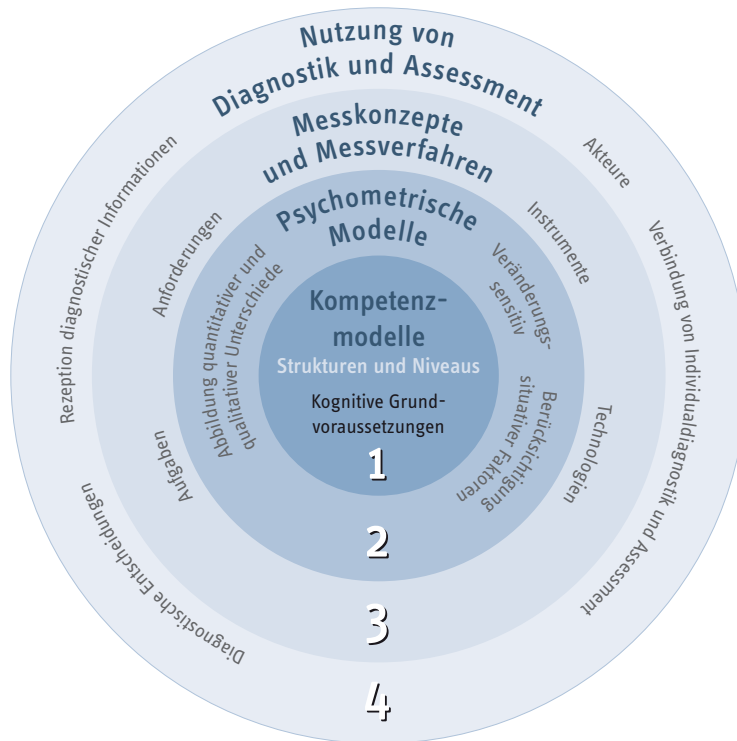 Nutzung von
Diagnostik und Assessment
Messkonzepte
und Messverfahren
Psychometrische
Modelle
Kompetenz-
modelle
Strukturen und Niveaus
Kognitive Grund-
voraussetzungen
1
Abbildung quantitativer und
qualitativer Unterschiede
Veränderungs-
sensitiv
Berücksichtigung
situativer Faktoren
2
Anforderungen
Aufgaben
Instrumente
Technologien
3
Rezeption diagnostischer Informationen
Diagnostische Entscheidungen
Akteure
Verbindung von Individualdiagnostik und Assessment
4